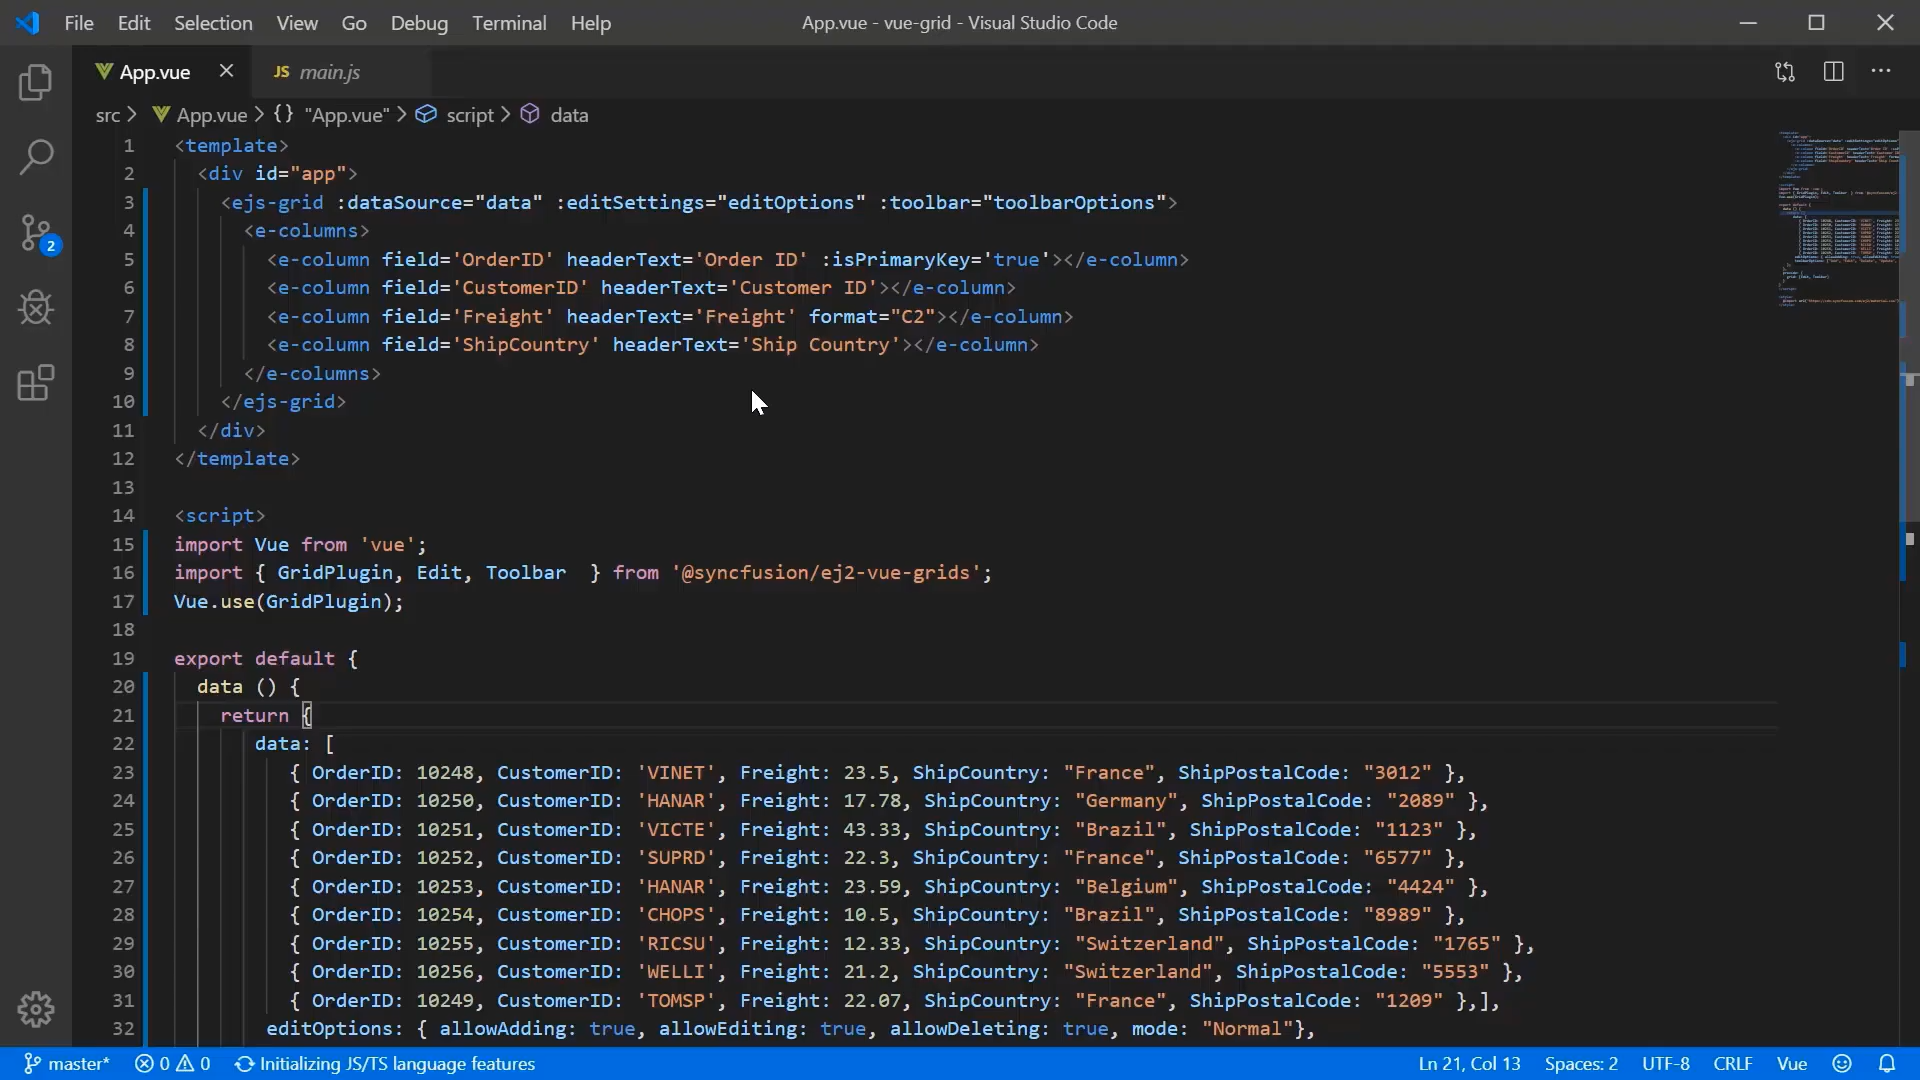 File Edit Selection View Go Debug Terminal Help App.vue - vue-grid - Visual Studio Code
App.vue JS main.js
src > App.vue > {} "App.vue" > script > data
1 <template>
2 <div id="app">
3 <ejs-grid :dataSource="data" :editSettings="editOptions" :toolbar="toolbarOptions">
4 <e-columns>
5 <e-column field='OrderID' headerText='Order ID' :isPrimaryKey='true'></e-column>
6 <e-column field='CustomerID' headerText='Customer ID'></e-column>
7 <e-column field='Freight' headerText='Freight' format="C2"></e-column>
8 <e-column field='ShipCountry' headerText='Ship Country'></e-column>
9 </e-columns>
10 </ejs-grid>
11 </div>
12 </template>
13
14 <script>
15 import Vue from 'vue';
16 import { GridPlugin, Edit, Toolbar  } from '@syncfusion/ej2-vue-grids';
17 Vue.use(GridPlugin);
18
19 export default {
20 data () {
21 return {
22 data: [
23 { OrderID: 10248, CustomerID: 'VINET', Freight: 23.5, ShipCountry: "France", ShipPostalCode: "3012" },
24 { OrderID: 10250, CustomerID: 'HANAR', Freight: 17.78, ShipCountry: "Germany", ShipPostalCode: "2089" },
25 { OrderID: 10251, CustomerID: 'VICTE', Freight: 43.33, ShipCountry: "Brazil", ShipPostalCode: "1123" },
26 { OrderID: 10252, CustomerID: 'SUPRD', Freight: 22.3, ShipCountry: "France", ShipPostalCode: "6577" },
27 { OrderID: 10253, CustomerID: 'HANAR', Freight: 23.59, ShipCountry: "Belgium", ShipPostalCode: "4424" },
28 { OrderID: 10254, CustomerID: 'CHOPS', Freight: 10.5, ShipCountry: "Brazil", ShipPostalCode: "8989" },
29 { OrderID: 10255, CustomerID: 'RICSU', Freight: 12.33, ShipCountry: "Switzerland", ShipPostalCode: "1765" },
30 { OrderID: 10256, CustomerID: 'WELLI', Freight: 21.2, ShipCountry: "Switzerland", ShipPostalCode: "5553" },
31 { OrderID: 10249, CustomerID: 'TOMSP', Freight: 22.07, ShipCountry: "France", ShipPostalCode: "1209" },],
32 editOptions: { allowAdding: true, allowEditing: true, allowDeleting: true, mode: "Normal"},
2
master* 0 0 Initializing JS/TS language features Ln 21, Col 13 Spaces: 2 UTF-8 CRLF Vue